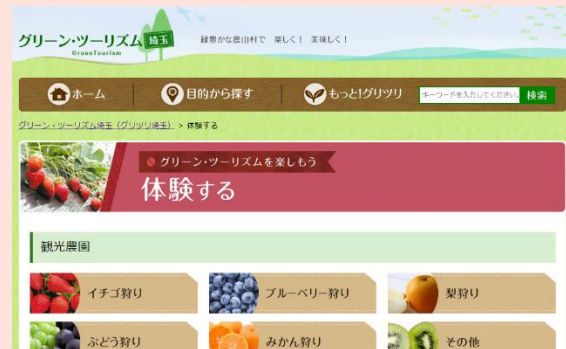 グリーン・ツーリズム埼玉
GreenTourism
緑豊かな農山村で 楽しく！ 美味しく！
ホーム
目的から探す
もっと！グリツリ
キーワードを入力してください。 検索
グリーン・ツーリズム埼玉（グリツリ埼玉） > 体験する
グリーン・ツーリズムを楽しもう
体験する
観光農園
イチゴ狩り
ブルーベリー狩り
梨狩り
ぶどう狩り
みかん狩り
その他